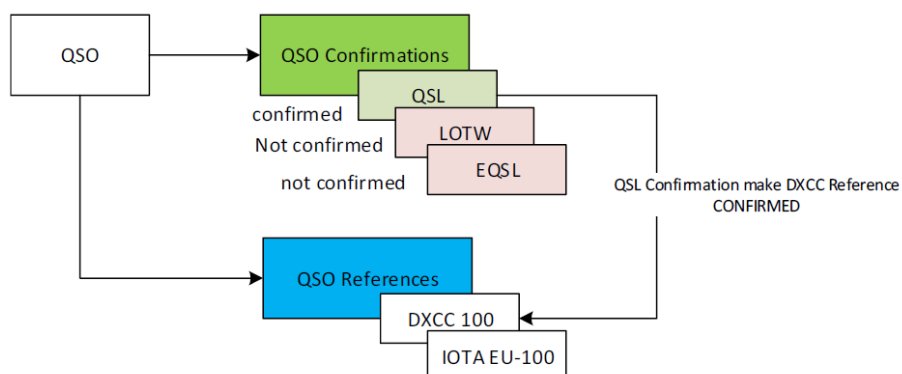 QSO
QSO Confirmations
QSL
confirmed
LOTW
Not confirmed
EQSL
not confirmed
QSL Confirmation make DXCC Reference
CONFIRMED
QSO References
DXCC 100
IOTA EU-100